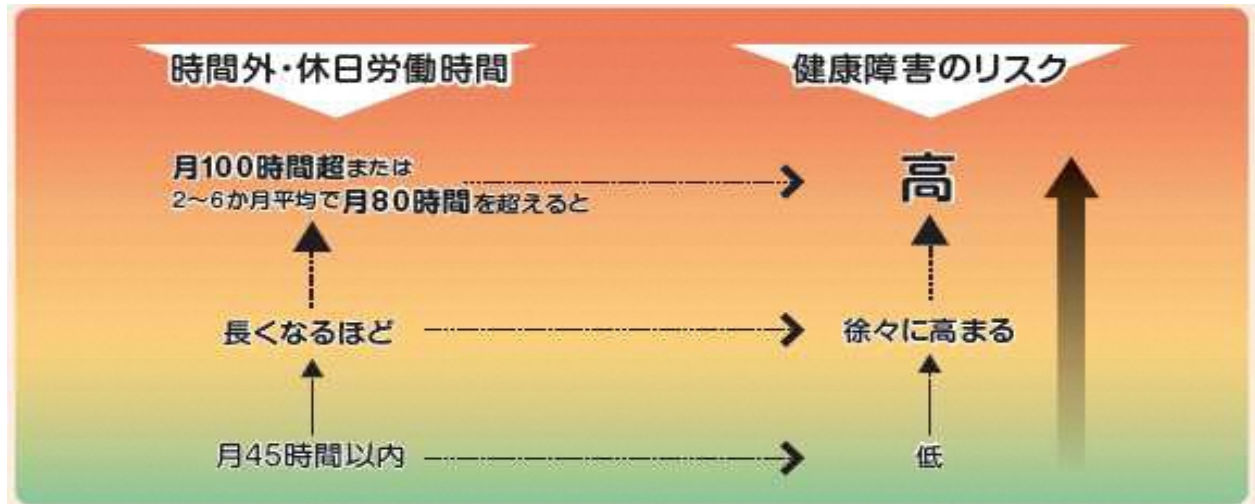 時間外・休日労働時間
健康障害のリスク
月100時間超または
2〜6か月平均で月80時間を超えると
高
長くなるほど
徐々に高まる
月45時間以内
低